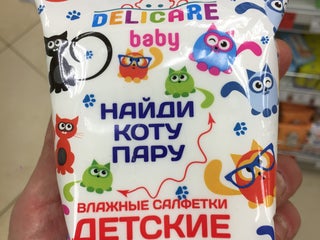 DELICARE
baby
НАЙДИ
КОТУ
ПАРУ
ВЛАЖНЫЕ САЛФЕТКИ
ДЕТСКИЕ